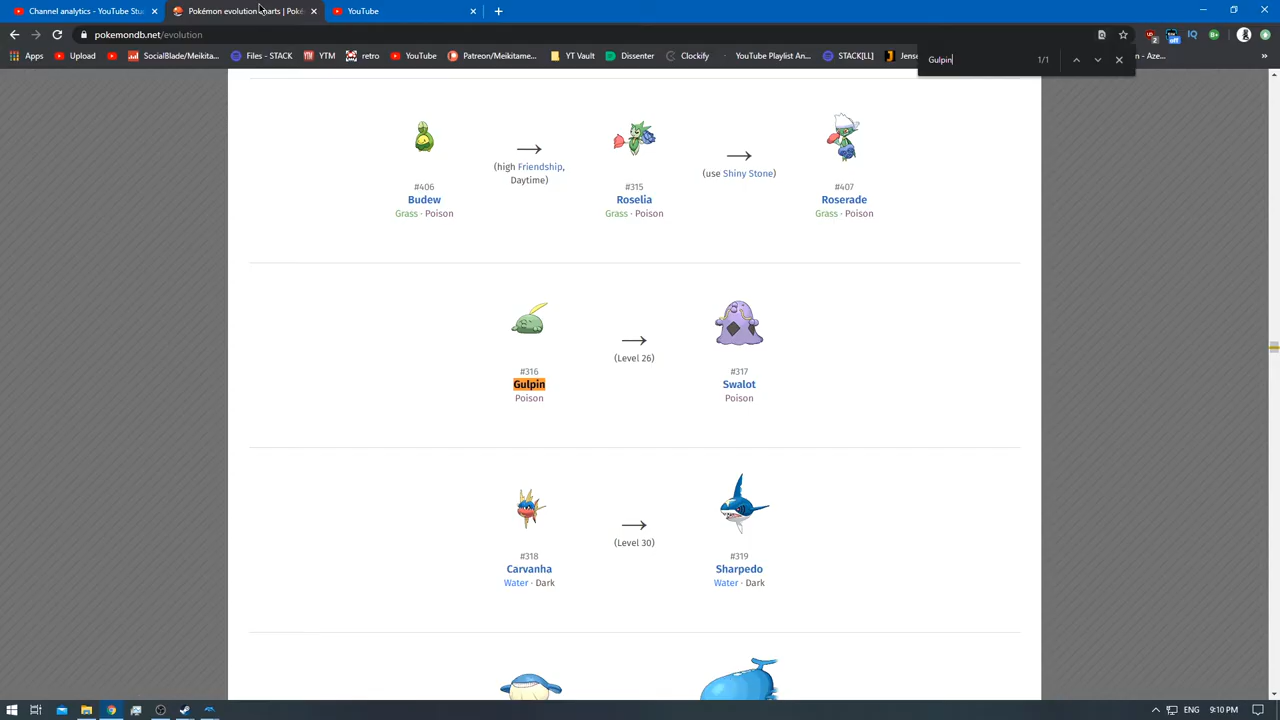 Channel analytics - YouTube Stu
Pokémon evolution charts | Poké
YouTube
pokemondb.net/evolution
Apps
Upload
SocialBlade/Meikita...
Files - STACK
YTM
retro
YouTube
Patreon/Meikitame...
YT Vault
Dissenter
Clockify
YouTube Playlist An...
STACK[LL]
Jense
n - Aze...
Gulpin
1/1
→
(high Friendship,
Daytime)
→
(use Shiny Stone)
#406
#315
#407
Budew
Roselia
Roserade
Grass · Poison
Grass · Poison
Grass · Poison
→
(Level 26)
#316
#317
Gulpin
Swalot
Poison
Poison
→
(Level 30)
#318
#319
Carvanha
Sharpedo
Water · Dark
Water · Dark
9:10 PM